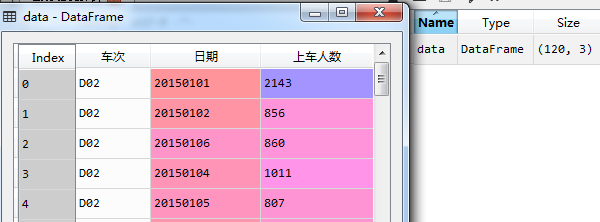 data - DataFrame
Index 车次 日期 上车人数
0 D02 20150101 2143
1 D02 20150102 856
2 D02 20150106 860
3 D02 20150104 1011
4 D02 20150105 807
Name Type Size
data DataFrame (120, 3)